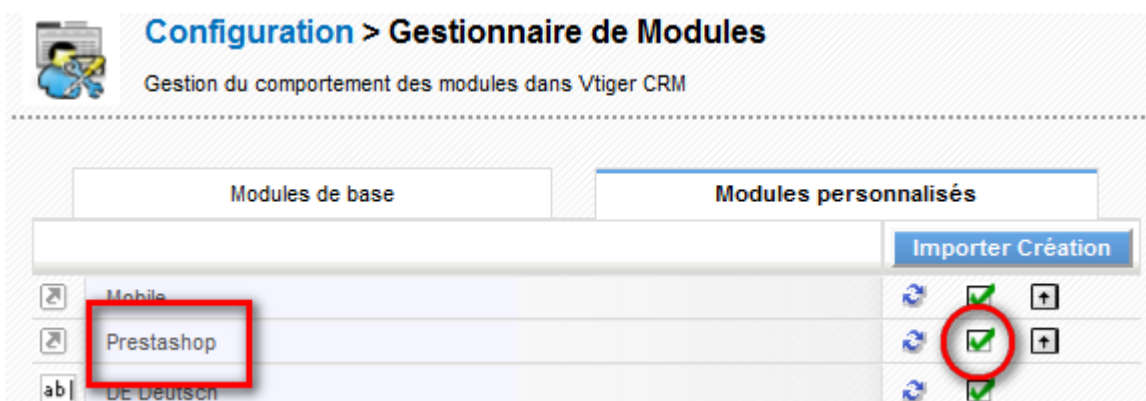 Configuration > Gestionnaire de Modules
Gestion du comportement des modules dans Vtiger CRM
Modules de base
Modules personnalisés
Importer Création
Mobile
Prestashop
ab| DE Deutsch